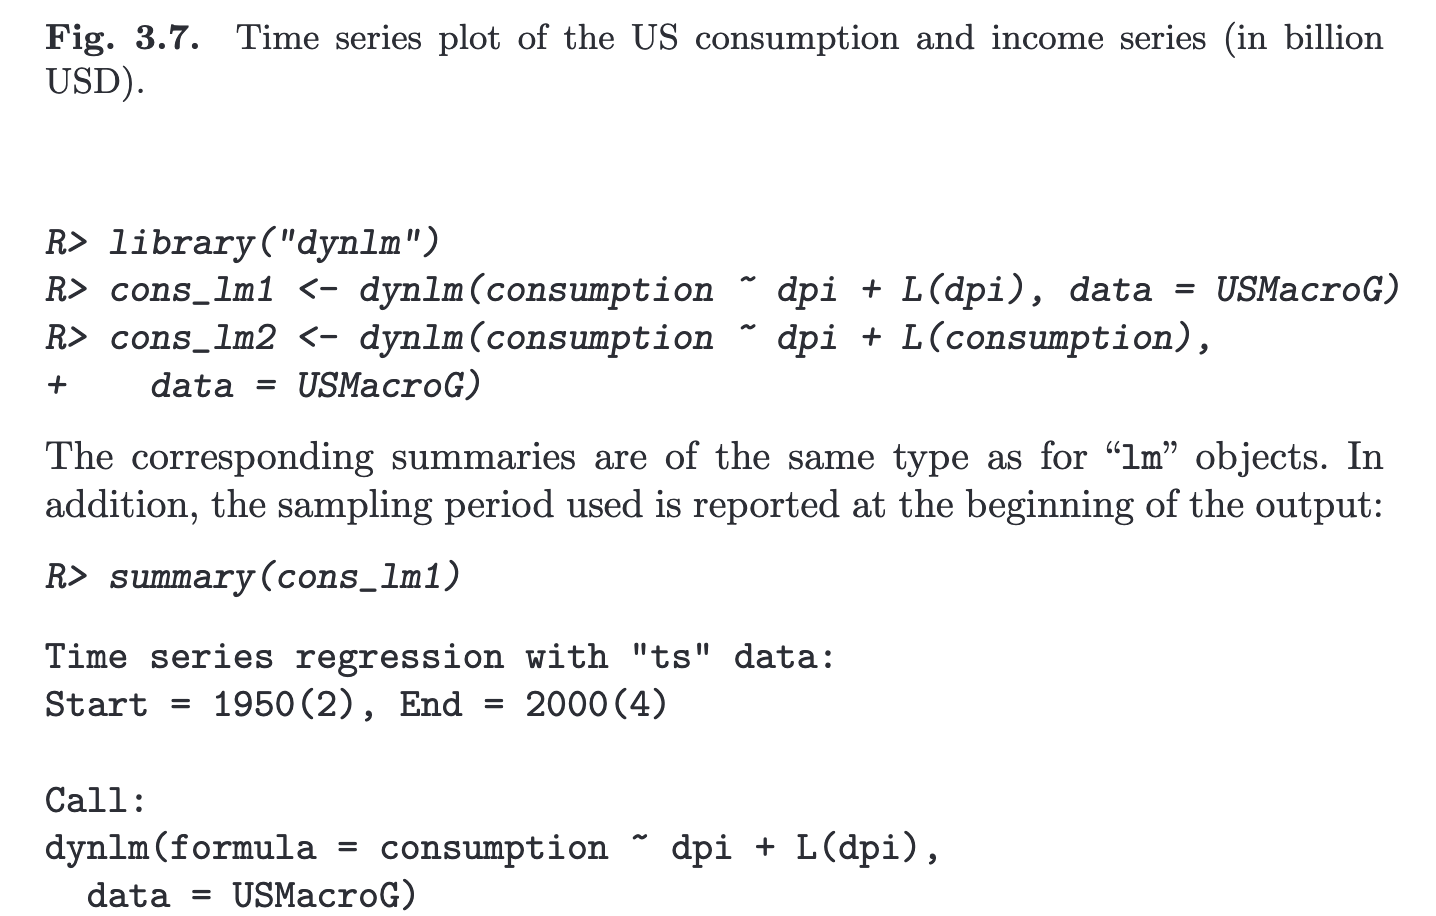 Fig. 3.7. Time series plot of the US consumption and income series (in billion
USD).
R> library("dynlm")
R> cons_lm1 <- dynlm(consumption ~ dpi + L(dpi), data = USMacroG)
R> cons_lm2 <- dynlm(consumption ~ dpi + L(consumption),
+    data = USMacroG)
The corresponding summaries are of the same type as for “lm” objects. In
addition, the sampling period used is reported at the beginning of the output:
R> summary(cons_lm1)
Time series regression with "ts" data:
Start = 1950(2), End = 2000(4)
Call:
dynlm(formula = consumption ~ dpi + L(dpi),
  data = USMacroG)